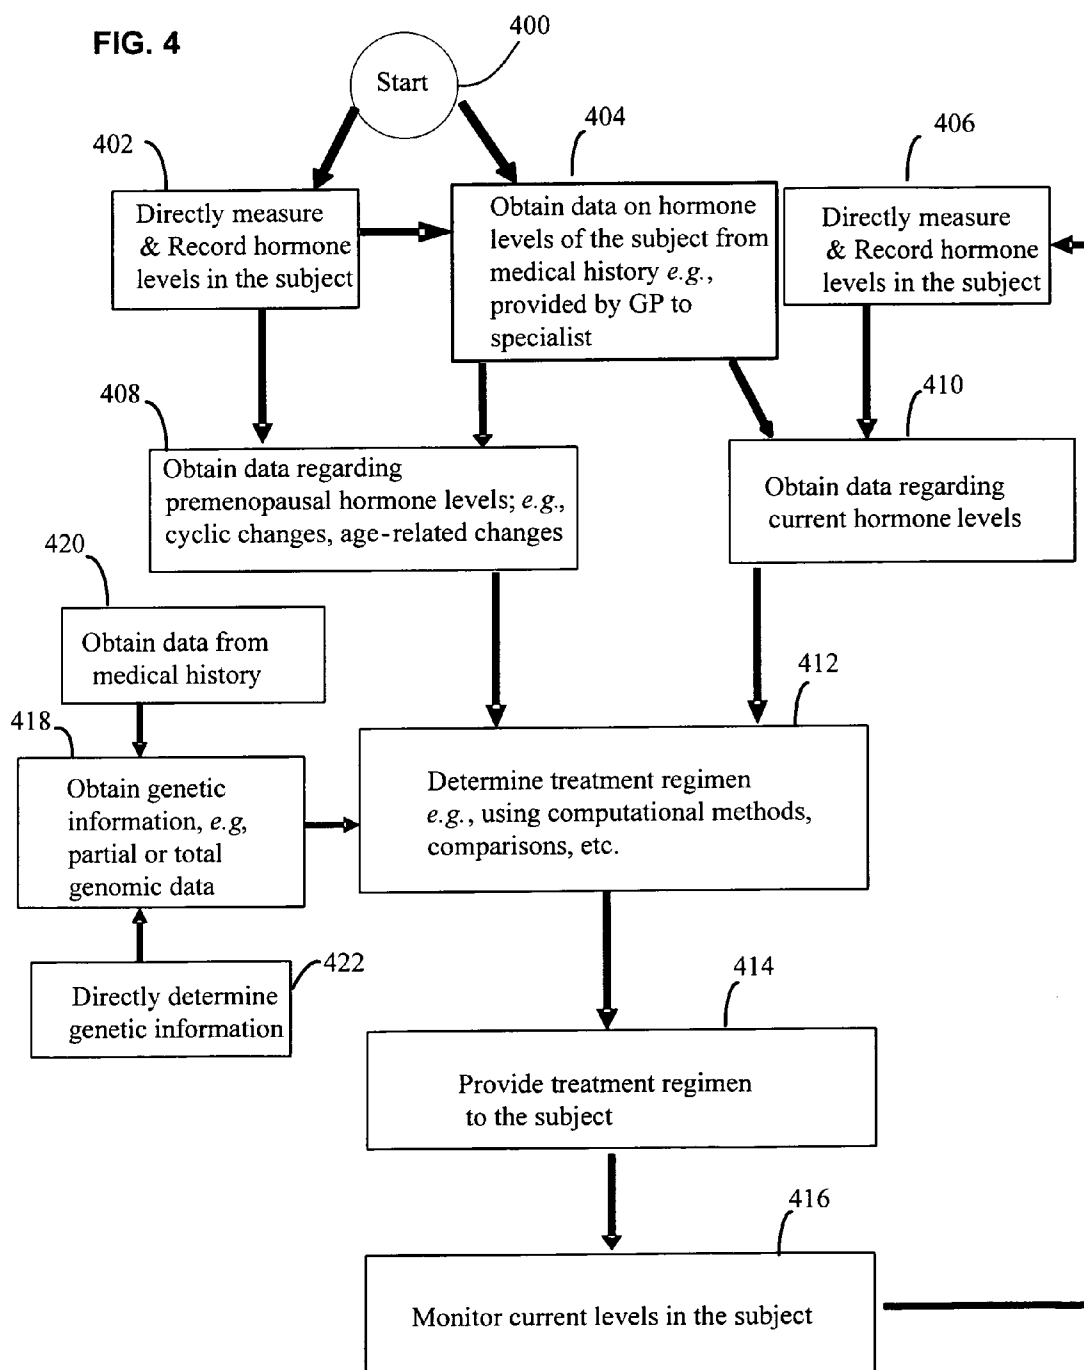 FIG. 4
400
Start
402
404
406
Directly measure
& Record hormone
levels in the subject
Obtain data on hormone
levels of the subject from
medical history e.g.,
provided by GP to
specialist
Directly measure
& Record hormone
levels in the subject
408
410
Obtain data regarding
premenopausal hormone levels; e.g.,
cyclic changes, age-related changes
Obtain data regarding
current hormone levels
420
Obtain data from
medical history
412
418
Obtain genetic
information, e.g,
partial or total
genomic data
Determine treatment regimen
e.g., using computational methods,
comparisons, etc.
422
Directly determine
genetic information
414
Provide treatment regimen
to the subject
416
Monitor current levels in the subject